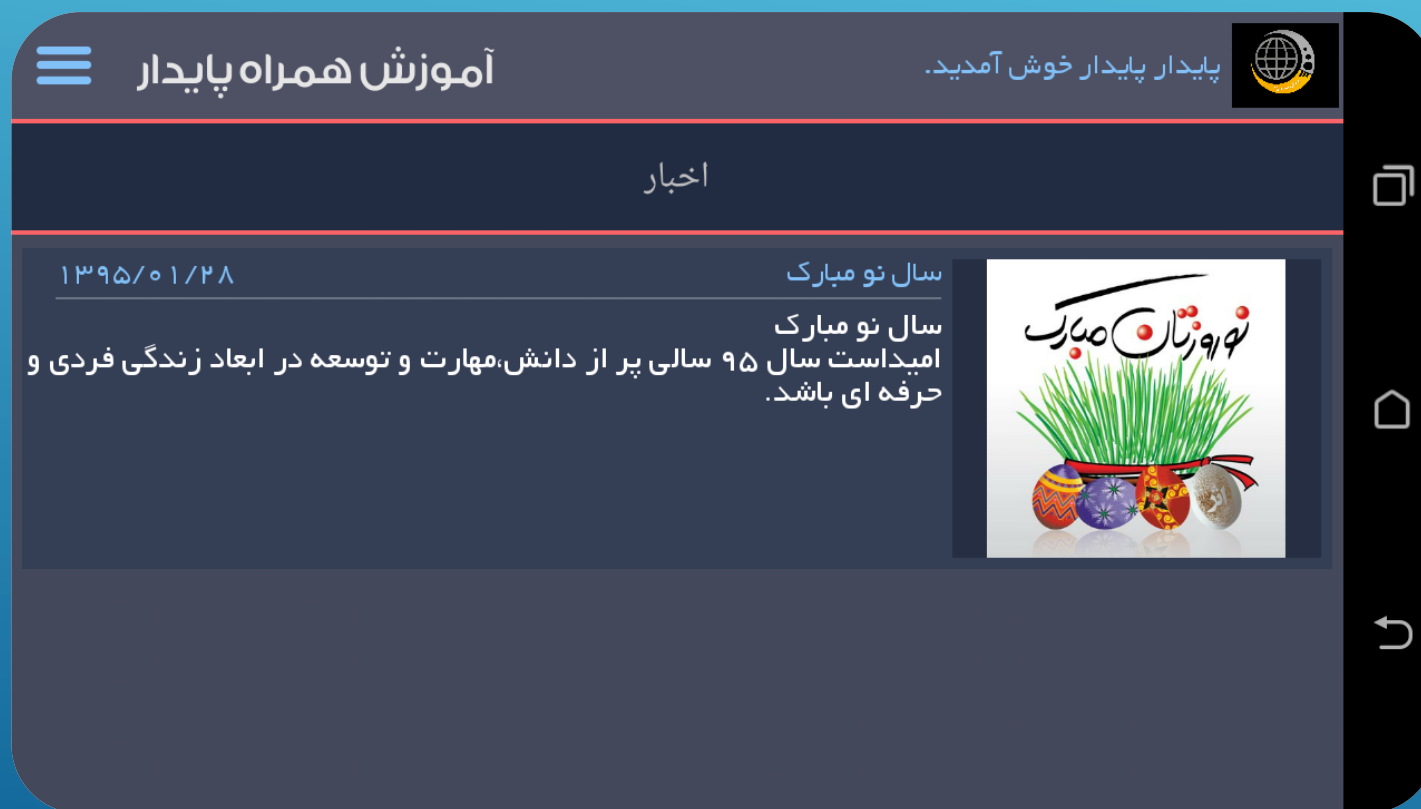 پایدار پایدار خوش آمدید.
آموزش همراه پایدار
اخبار
نوروزتان مبارک
سال نو مبارک
۱۳۹۵/۰۱/۲۸
سال نو مبارک
امیداست سال ۹۵ سالی پر از دانش،مهارت و توسعه در ابعاد زندگی فردی و
حرفه ای باشد.